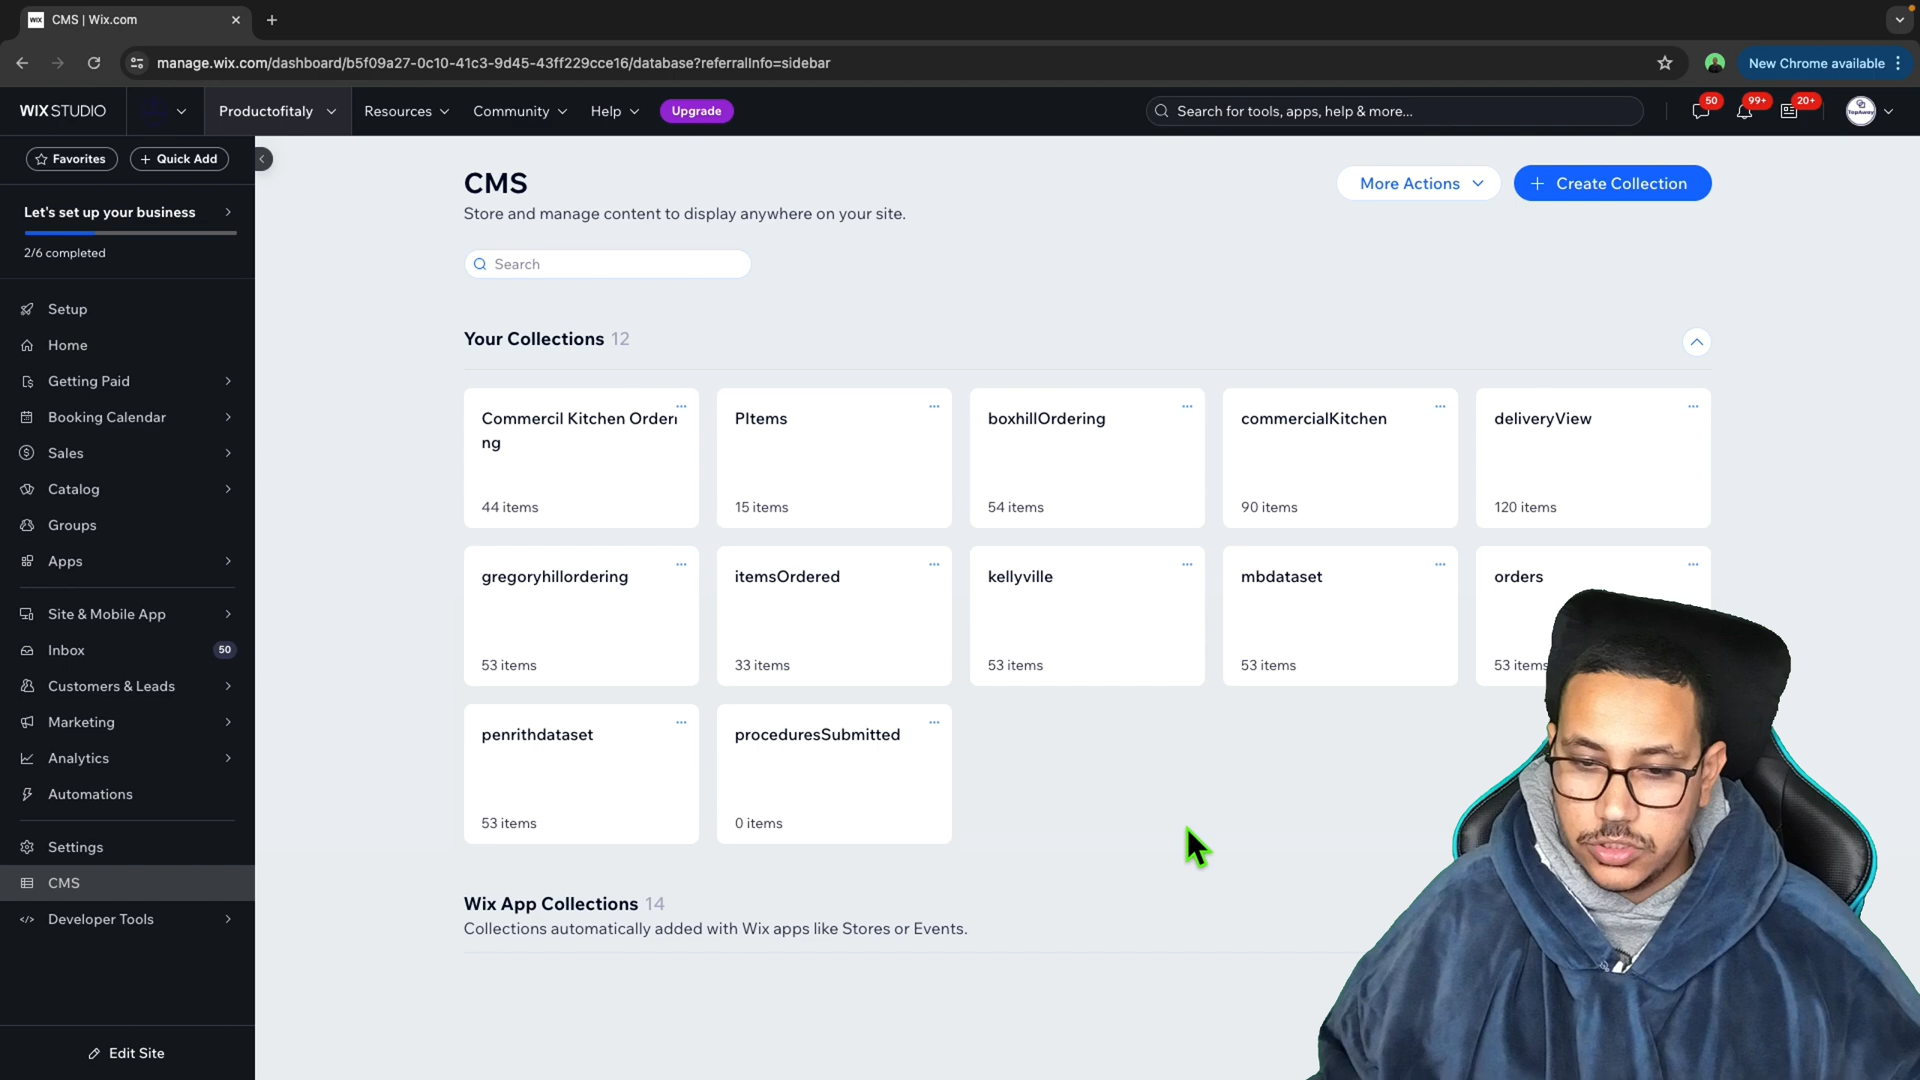 WIX CMS | Wix.com
manage.wix.com/dashboard/b5f09a27-0c10-41c3-9d45-43ff229cce16/database?referralInfo=sidebar
New Chrome available
WIX STUDIO
Productofitaly
Resources
Community
Help
Upgrade
Search for tools, apps, help & more...
50
99+
20+
Favorites
+ Quick Add
Let's set up your business
2/6 completed
Setup
Home
Getting Paid
Booking Calendar
Sales
Catalog
Groups
Apps
Site & Mobile App
Inbox 50
Customers & Leads
Marketing
Analytics
Automations
Settings
CMS
Developer Tools
Edit Site
CMS
Store and manage content to display anywhere on your site.
More Actions
+ Create Collection
Search
Your Collections 12
Commercil Kitchen Orderi
ng
44 items
PItems
15 items
boxhillOrdering
54 items
commercialKitchen
90 items
deliveryView
120 items
gregoryhillordering
53 items
itemsOrdered
33 items
kellyville
53 items
mbdataset
53 items
orders
53 items
penrithdataset
53 items
proceduresSubmitted
0 items
Wix App Collections 14
Collections automatically added with Wix apps like Stores or Events.